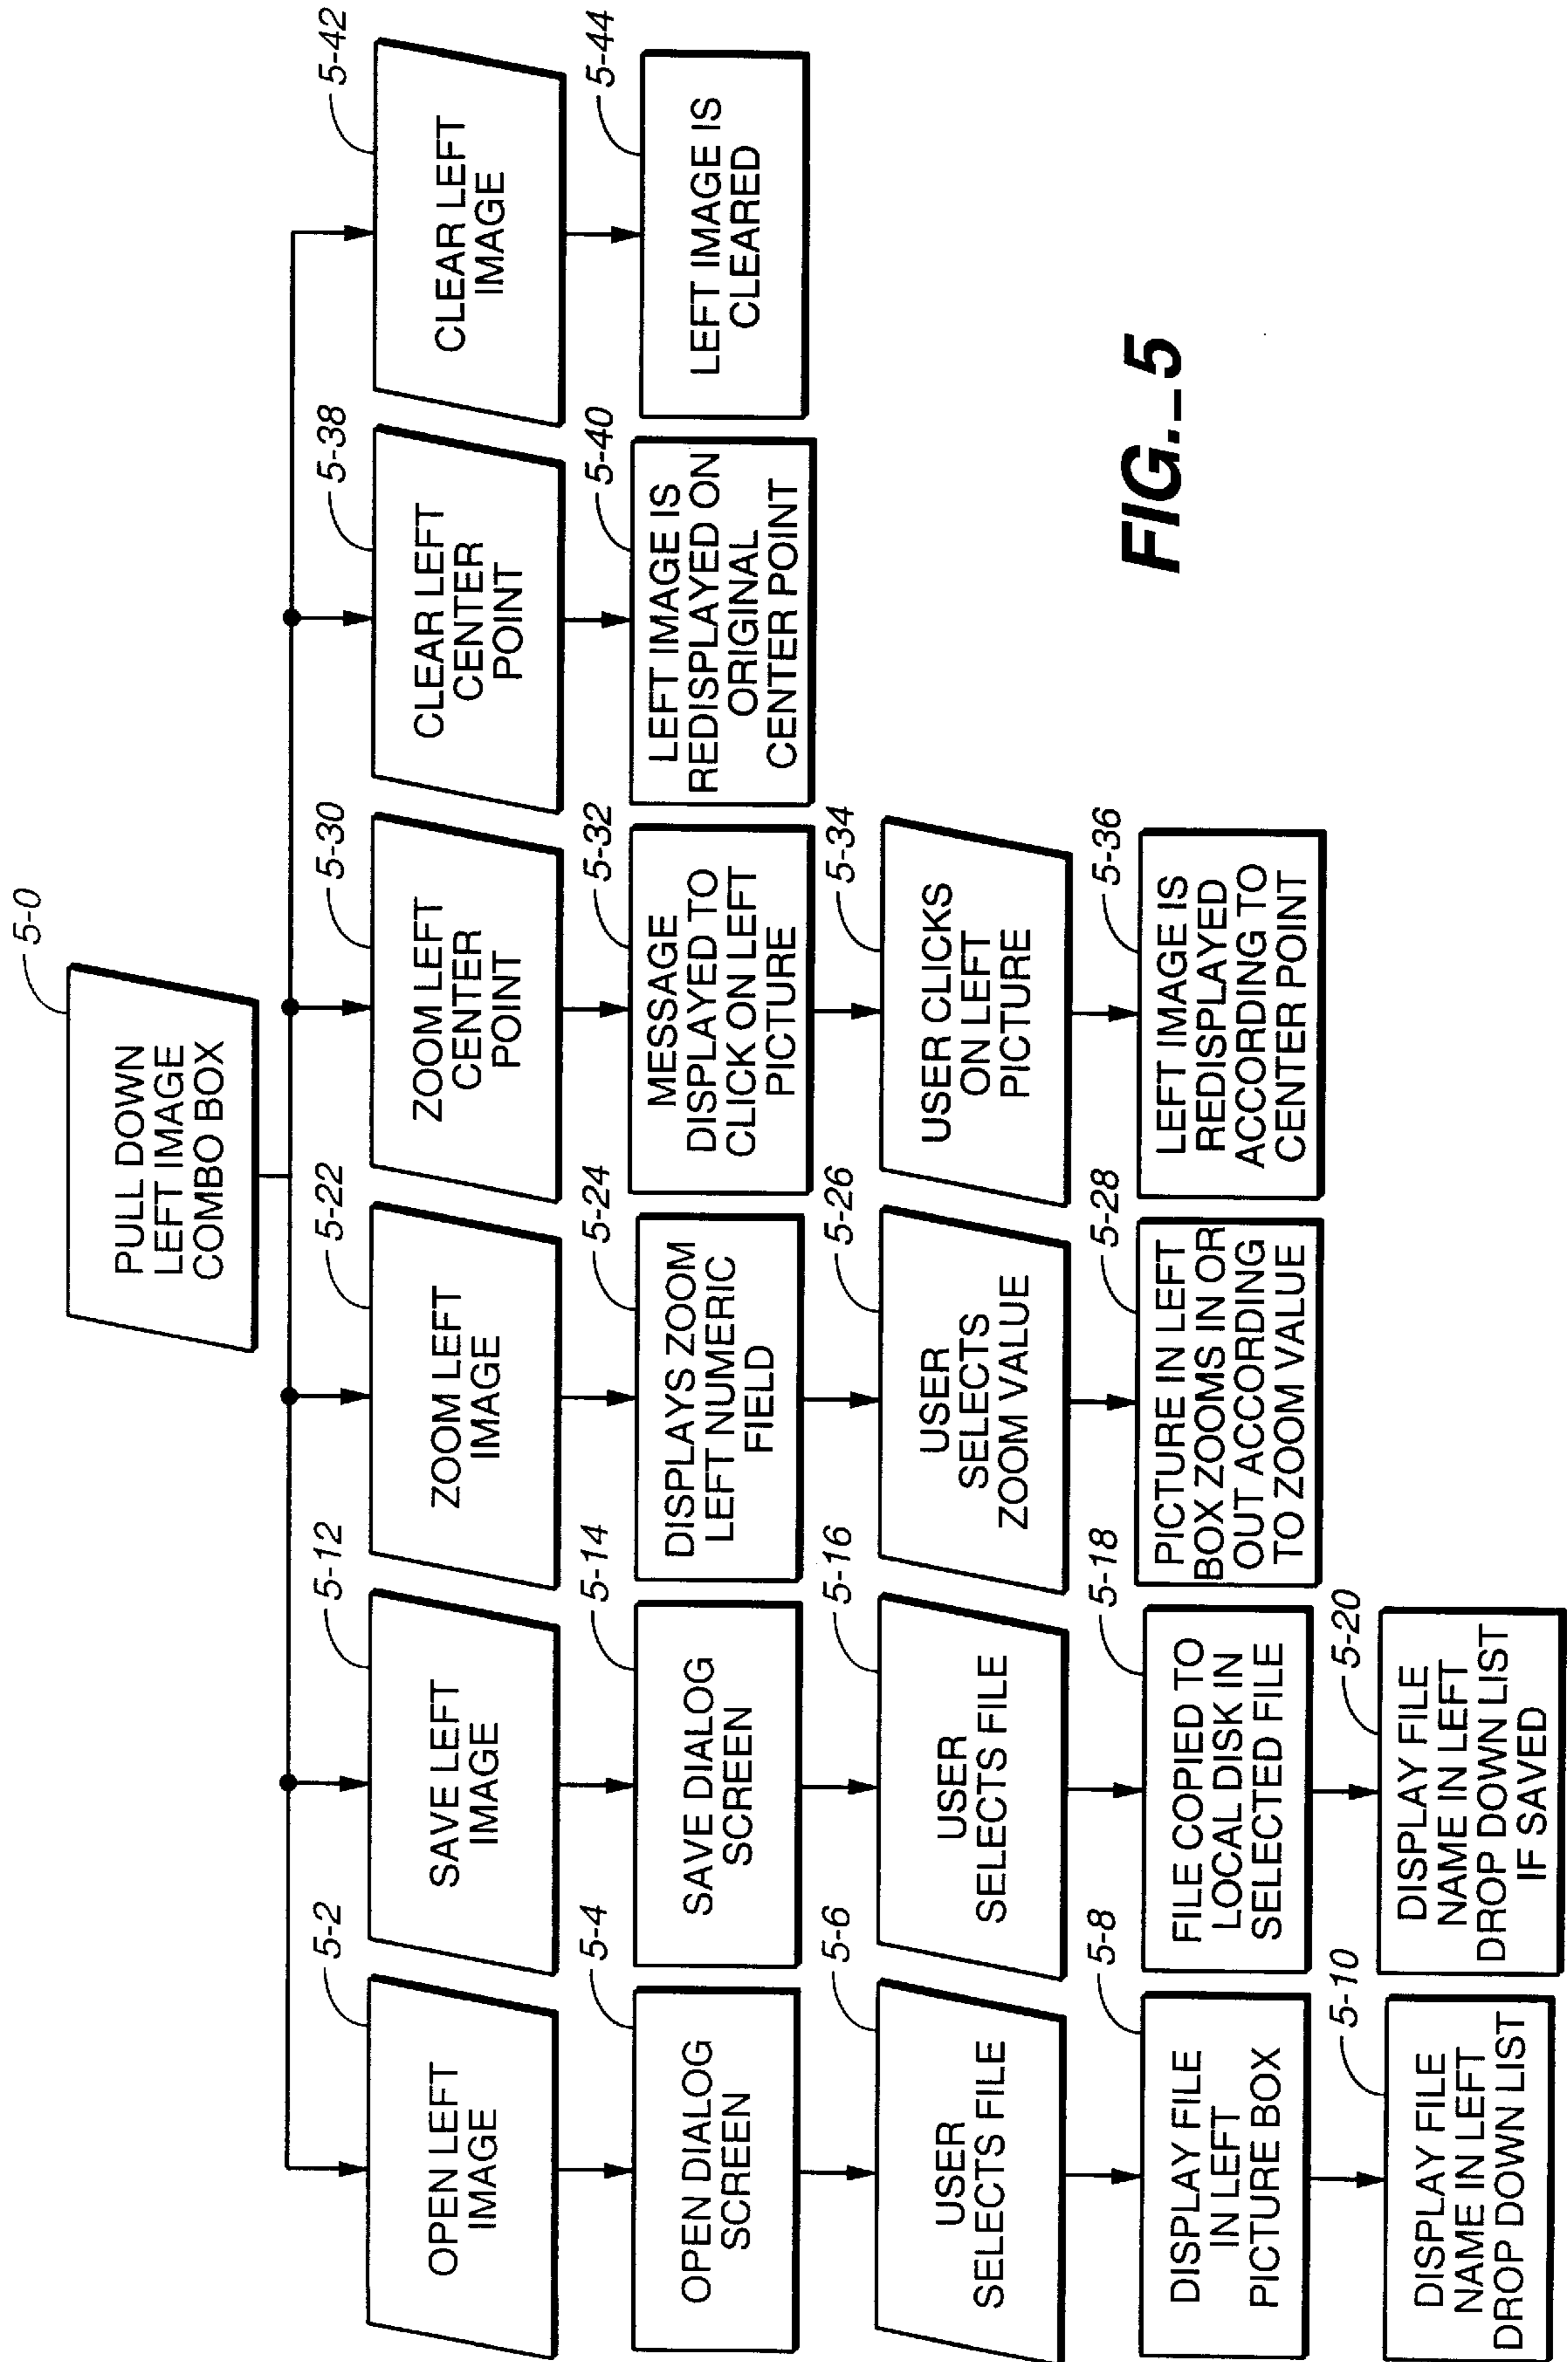 5-0
PULL DOWN
LEFT IMAGE
COMBO BOX
5-2
OPEN LEFT
IMAGE
5-4
OPEN DIALOG
SCREEN
5-6
USER
SELECTS FILE
5-8
DISPLAY FILE
IN LEFT
PICTURE BOX
5-10
DISPLAY FILE
NAME IN LEFT
DROP DOWN LIST
5-12
SAVE LEFT
IMAGE
5-14
SAVE DIALOG
SCREEN
5-16
USER
SELECTS FILE
5-18
FILE COPIED TO
LOCAL DISK IN
SELECTED FILE
5-20
DISPLAY FILE
NAME IN LEFT
DROP DOWN LIST
IF SAVED
5-22
ZOOM LEFT
IMAGE
5-24
DISPLAYS ZOOM
LEFT NUMERIC
FIELD
5-26
USER
SELECTS
ZOOM VALUE
5-28
PICTURE IN LEFT
BOX ZOOMS IN OR
OUT ACCORDING
TO ZOOM VALUE
5-30
ZOOM LEFT
CENTER
POINT
5-32
MESSAGE
DISPLAYED TO
CLICK ON LEFT
PICTURE
5-34
USER CLICKS
ON LEFT
PICTURE
5-36
LEFT IMAGE IS
REDISPLAYED
ACCORDING TO
CENTER POINT
5-38
CLEAR LEFT
CENTER
POINT
5-40
LEFT IMAGE IS
REDISPLAYED ON
ORIGINAL
CENTER POINT
5-42
CLEAR LEFT
IMAGE
5-44
LEFT IMAGE IS
CLEARED
FIG._5